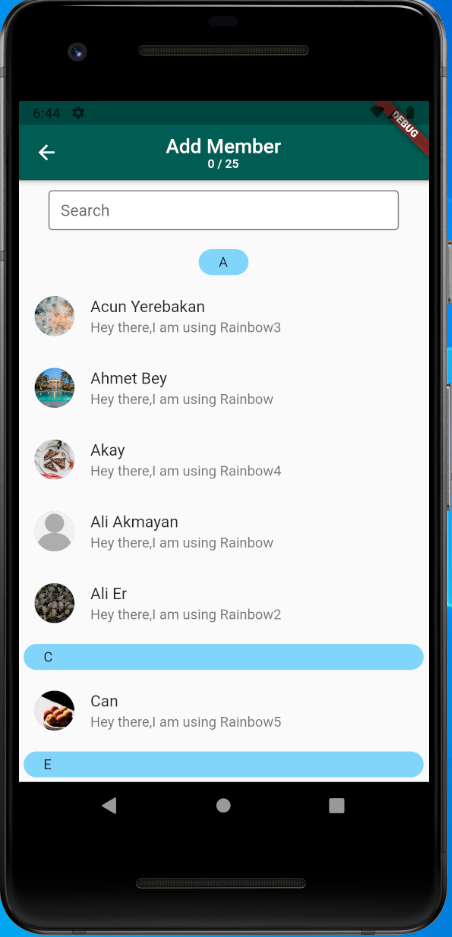 6:44
DEBUG
Add Member
0 / 25
Search
A
Acun Yerebakan
Hey there,I am using Rainbow3
Ahmet Bey
Hey there,I am using Rainbow
Akay
Hey there,I am using Rainbow4
Ali Akmayan
Hey there,I am using Rainbow
Ali Er
Hey there,I am using Rainbow2
C
Can
Hey there,I am using Rainbow5
E